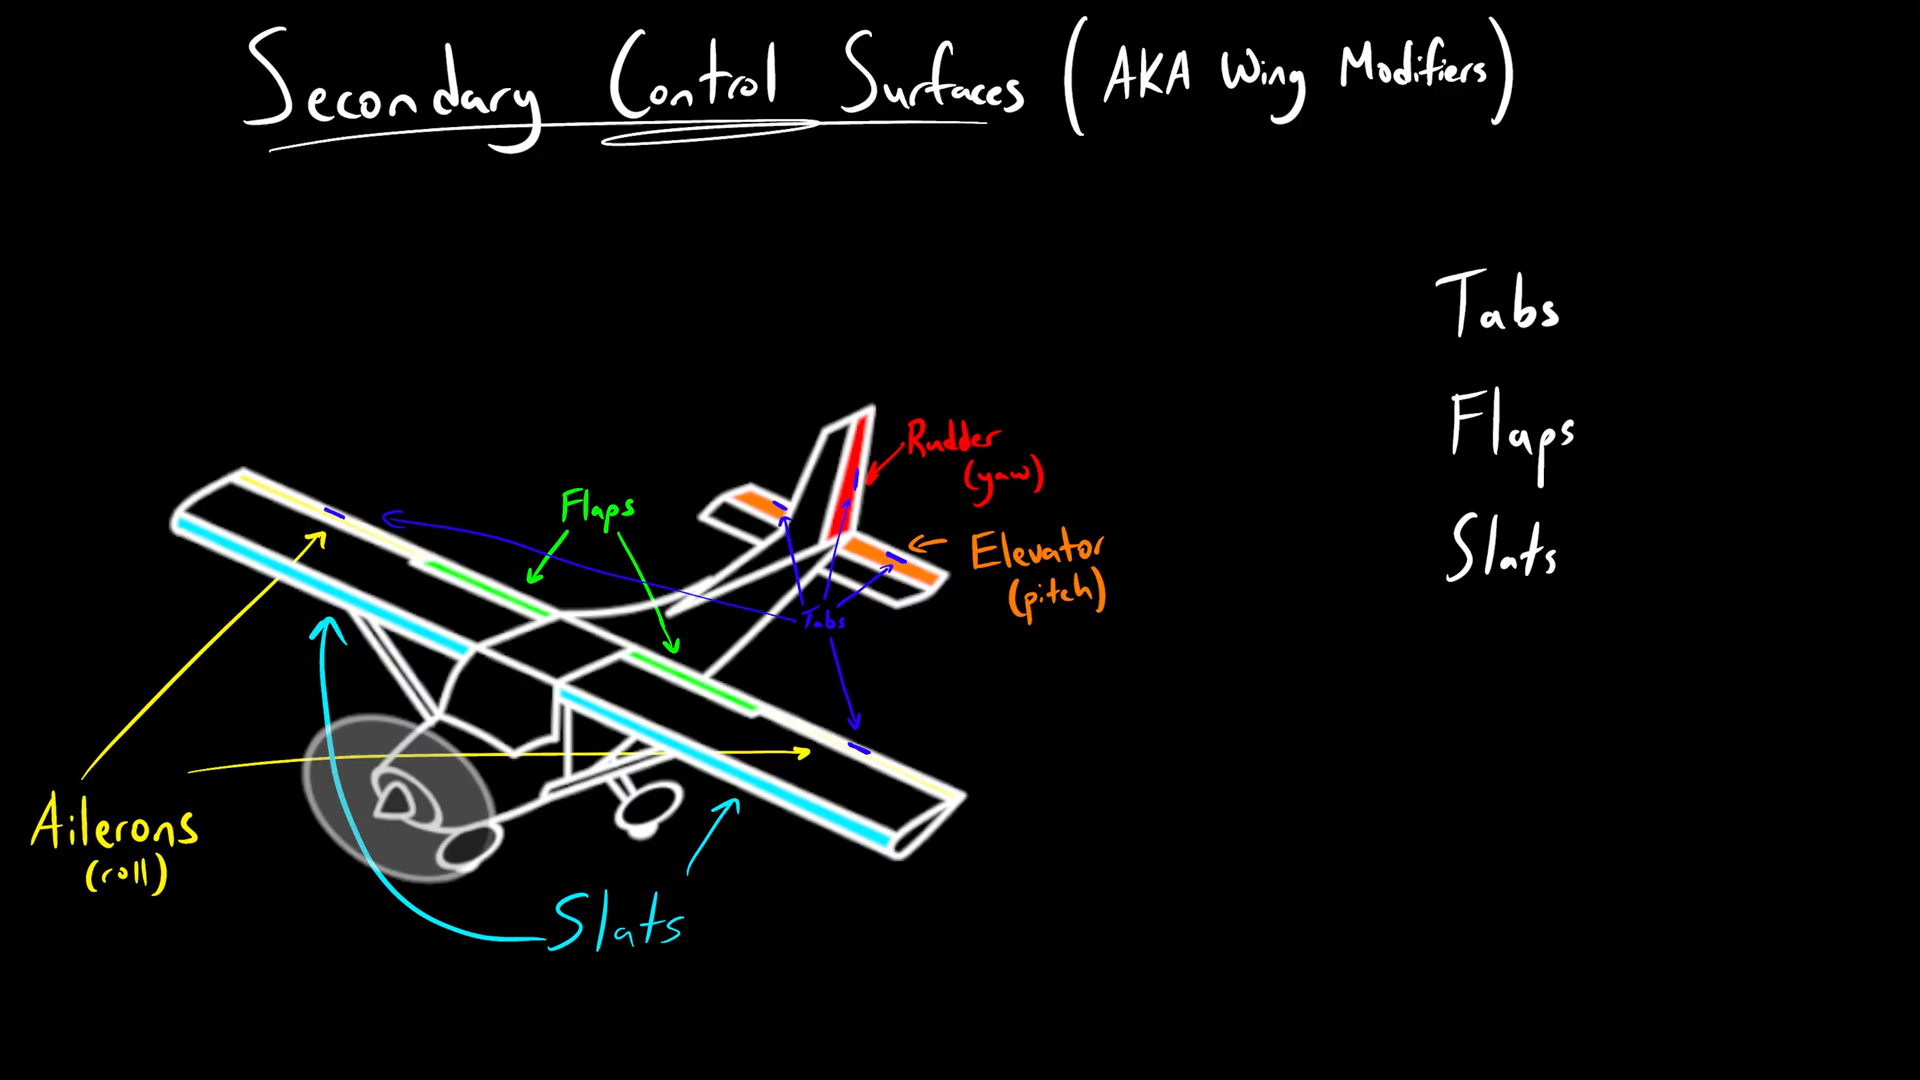 Secondary Control Surfaces (AKA Wing Modifiers)
Tabs
Flaps
Slats
Rudder
(yaw)
Flaps
Elevator
(pitch)
Tabs
Ailerons
(roll)
Slats